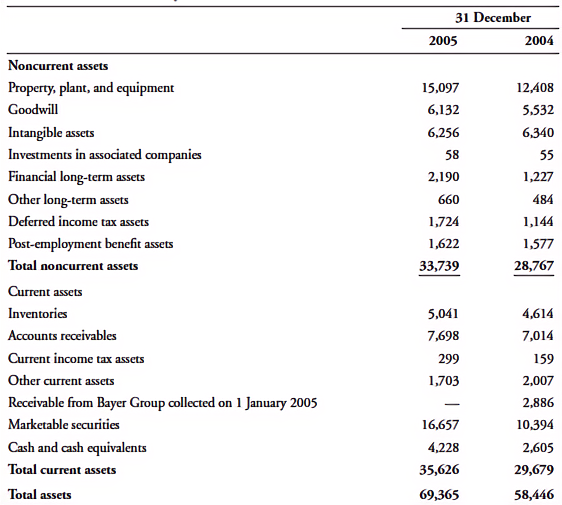 31 December
2005 2004
Noncurrent assets
Property, plant, and equipment 15,097 12,408
Goodwill 6,132 5,532
Intangible assets 6,256 6,340
Investments in associated companies 58 55
Financial long-term assets 2,190 1,227
Other long-term assets 660 484
Deferred income tax assets 1,724 1,144
Post-employment benefit assets 1,622 1,577
Total noncurrent assets 33,739 28,767
Current assets
Inventories 5,041 4,614
Accounts receivables 7,698 7,014
Current income tax assets 299 159
Other current assets 1,703 2,007
Receivable from Bayer Group collected on 1 January 2005 — 2,886
Marketable securities 16,657 10,394
Cash and cash equivalents 4,228 2,605
Total current assets 35,626 29,679
Total assets 69,365 58,446